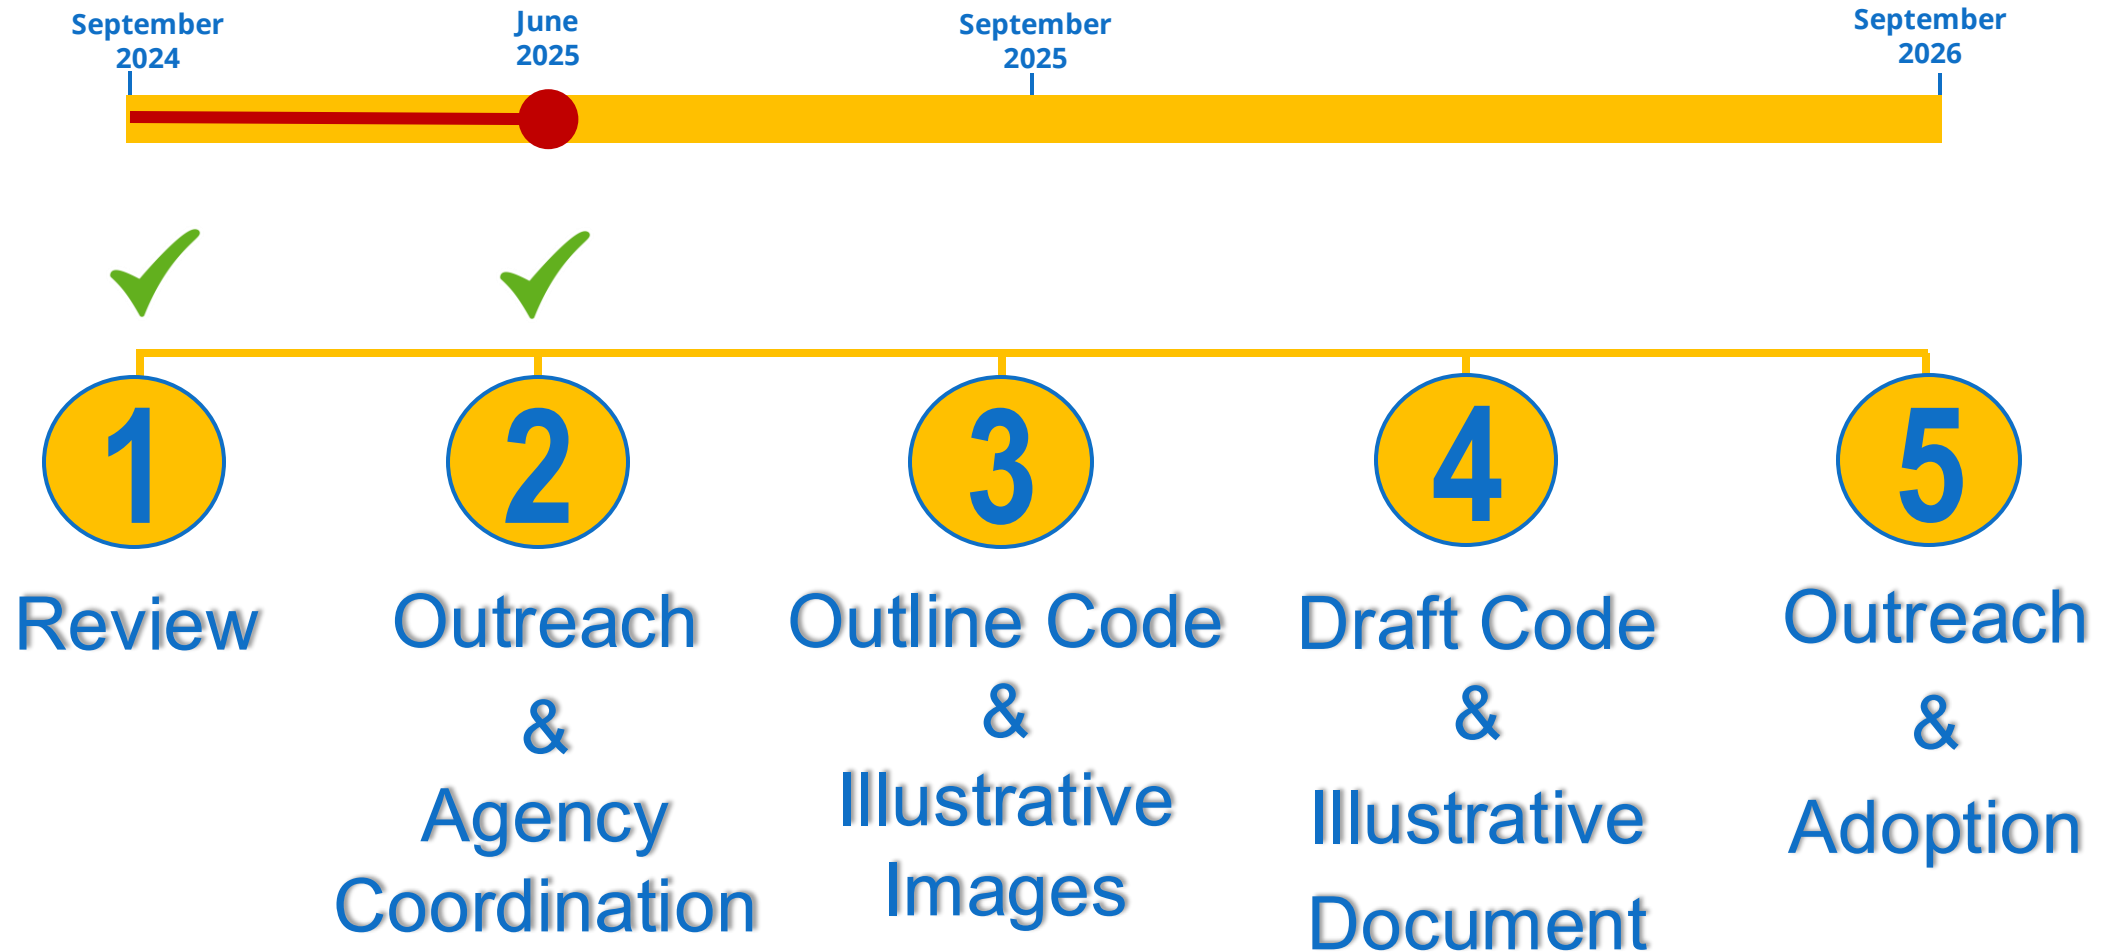 September
2024
June
2025
September
2025
September
2026
1
2
3
4
5
Review
Outreach
&
Agency
Coordination
Outline Code
&
Illustrative
Images
Draft Code
&
Illustrative
Document
Outreach
&
Adoption